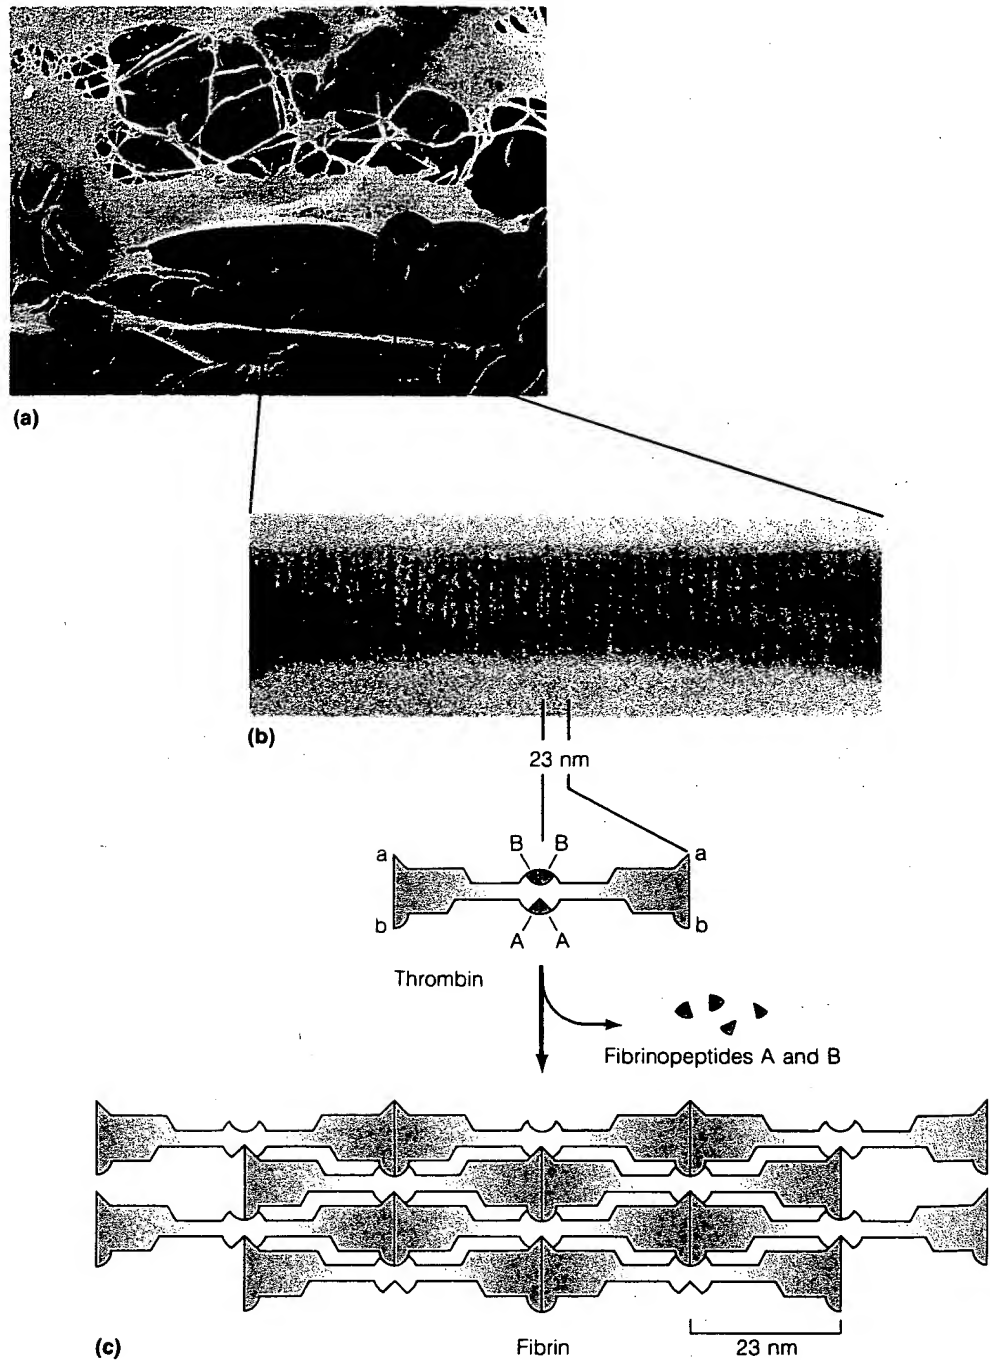 (a)
(b)
23 nm
B B
a a
b b
A A
Thrombin
Fibrinopeptides A and B
(c)
Fibrin
23 nm